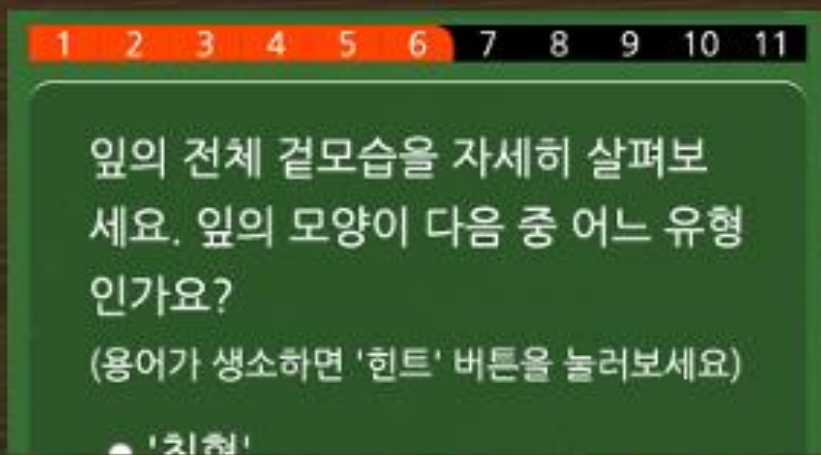 1 2 3 4 5 6 7 8 9 10 11
잎의 전체 겉모습을 자세히 살펴보
세요. 잎의 모양이 다음 중 어느 유형
인가요?
(용어가 생소하면 '힌트' 버튼을 눌러보세요)